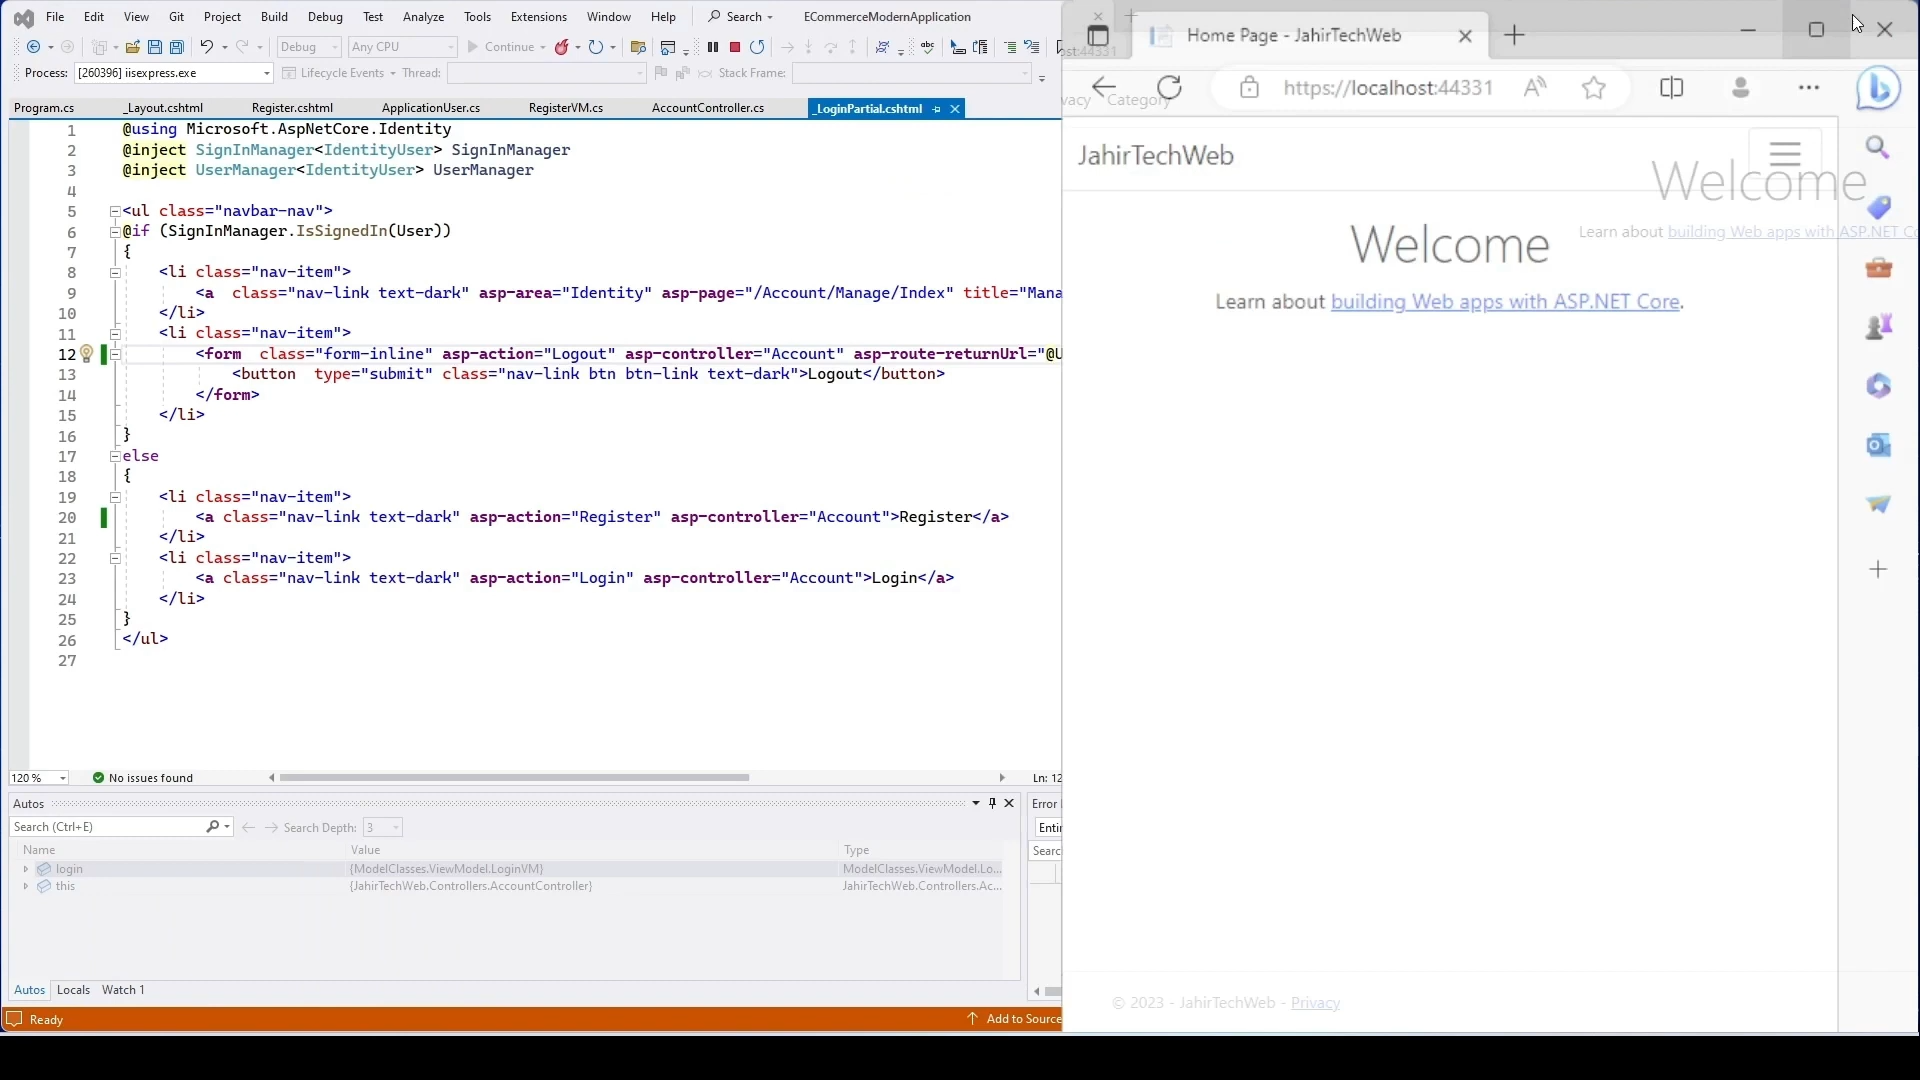 File Edit View Git Project Build Debug Test Analyze Tools Extensions Window Help Search ECommerceModernApplication
Debug Any CPU Continue
Process: [260396] iisexpress.exe Lifecycle Events Thread: Stack Frame:
Program.cs _Layout.cshtml Register.cshtml ApplicationUser.cs RegisterVM.cs AccountController.cs _LoginPartial.cshtml
1 @using Microsoft.AspNetCore.Identity
2 @inject SignInManager<IdentityUser> SignInManager
3 @inject UserManager<IdentityUser> UserManager
4
5 <ul class="navbar-nav">
6 @if (SignInManager.IsSignedIn(User))
7 {
8 <li class="nav-item">
9 <a class="nav-link text-dark" asp-area="Identity" asp-page="/Account/Manage/Index" title="Mana
10 </li>
11 <li class="nav-item">
12 <form class="form-inline" asp-action="Logout" asp-controller="Account" asp-route-returnUrl="@U
13 <button type="submit" class="nav-link btn btn-link text-dark">Logout</button>
14 </form>
15 </li>
16 }
17 else
18 {
19 <li class="nav-item">
20 <a class="nav-link text-dark" asp-action="Register" asp-controller="Account">Register</a>
21 </li>
22 <li class="nav-item">
23 <a class="nav-link text-dark" asp-action="Login" asp-controller="Account">Login</a>
24 </li>
25 }
26 </ul>
27
120 % No issues found Ln: 12
Autos
Search (Ctrl+E) Search Depth: 3
Name Value Type
login {ModelClasses.ViewModel.LoginVM} ModelClasses.ViewModel.Lo...
this {JahirTechWeb.Controllers.AccountController} JahirTechWeb.Controllers.Ac...
Autos Locals Watch 1
Error
Entir
Searc
Ready Add to Source
Home Page - JahirTechWeb
st:44331
https://localhost:44331
vacy Category
JahirTechWeb
Welcome
Learn about building Web apps with ASP.NET Co
Welcome
Learn about building Web apps with ASP.NET Core.
© 2023 - JahirTechWeb - Privacy